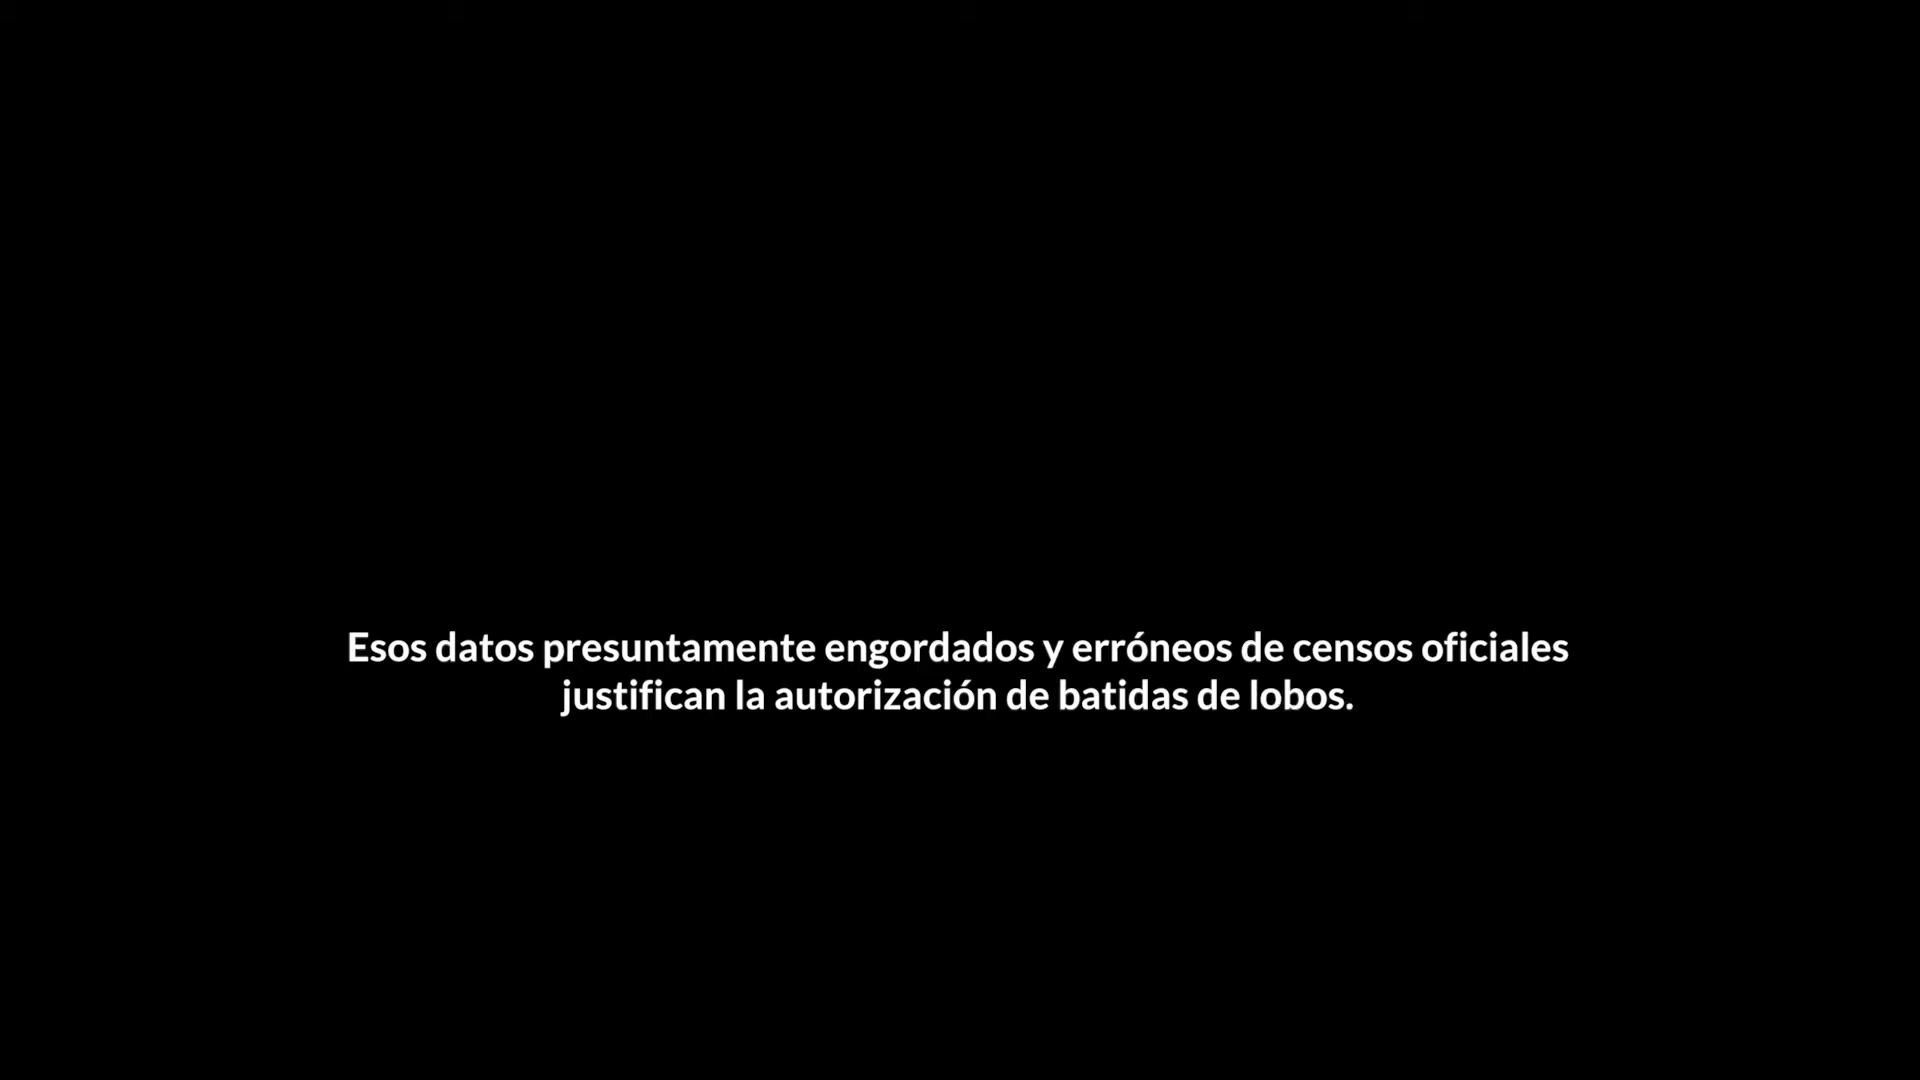 Esos datos presuntamente engordados y erróneos de censos oficiales
justifican la autorización de batidas de lobos.